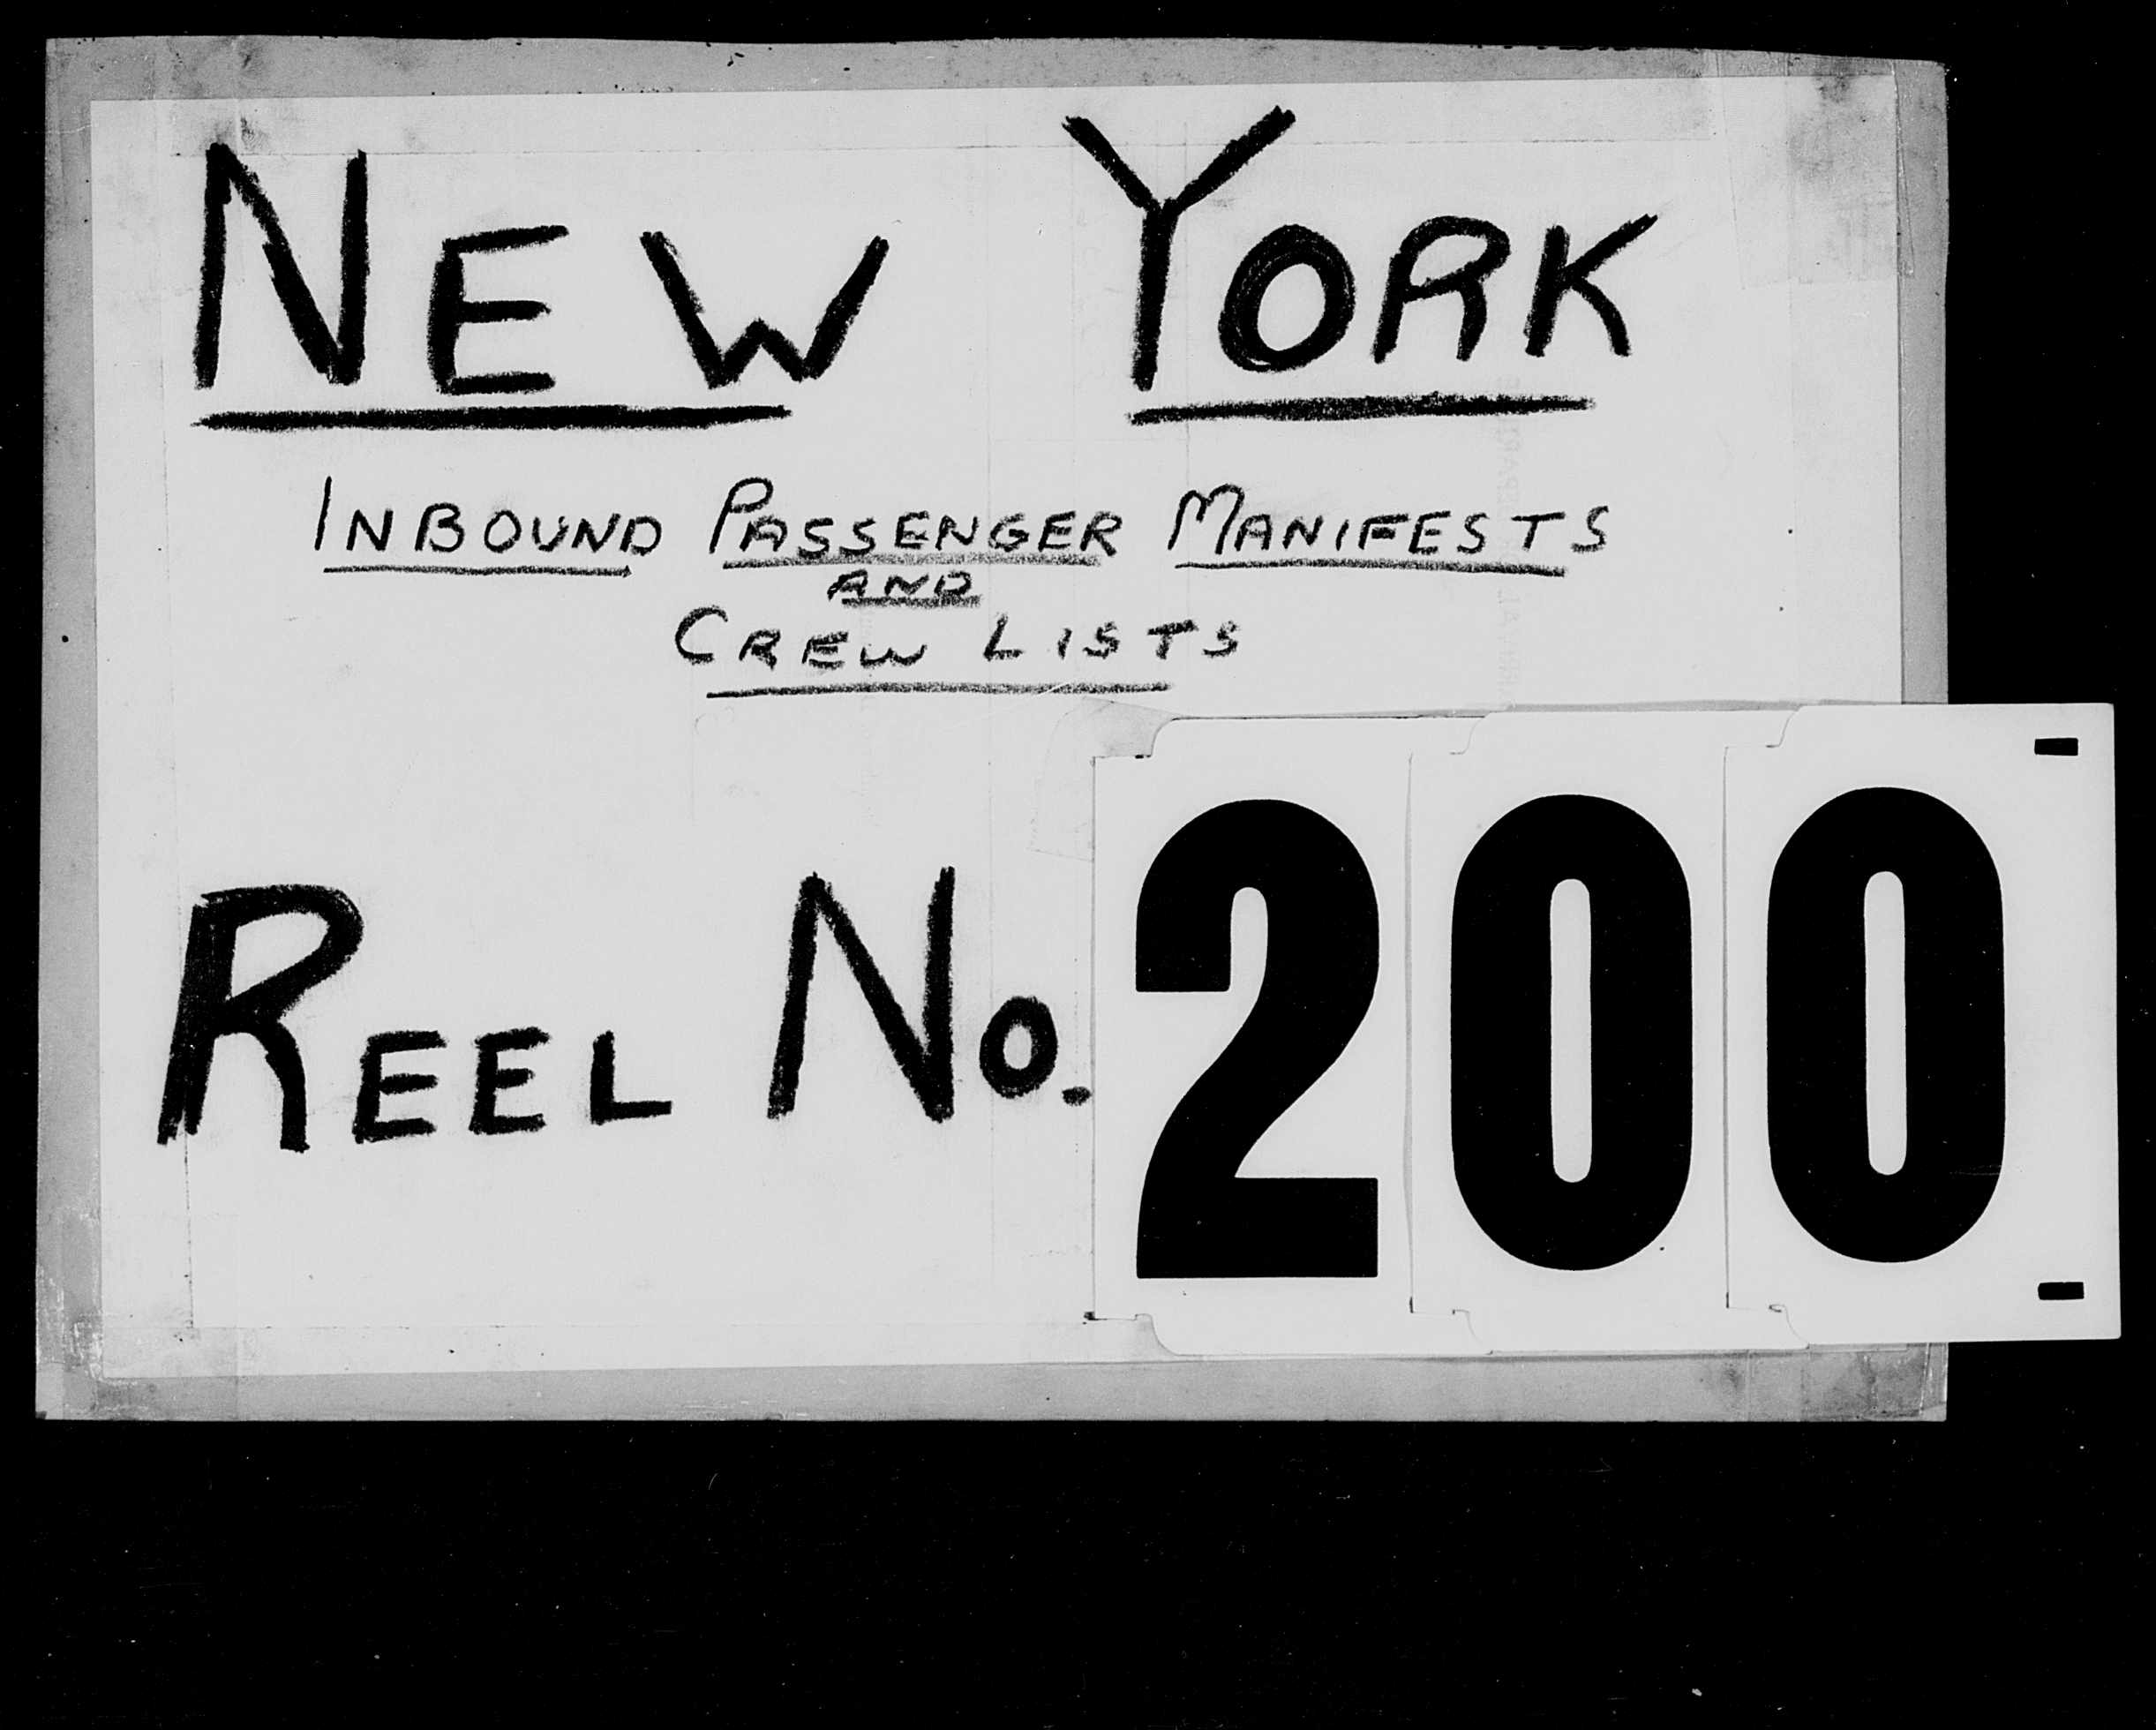 NEW YORK
INBOUND PASSENGER MANIFESTS
AND
CREW LISTS
REEL NO. 200